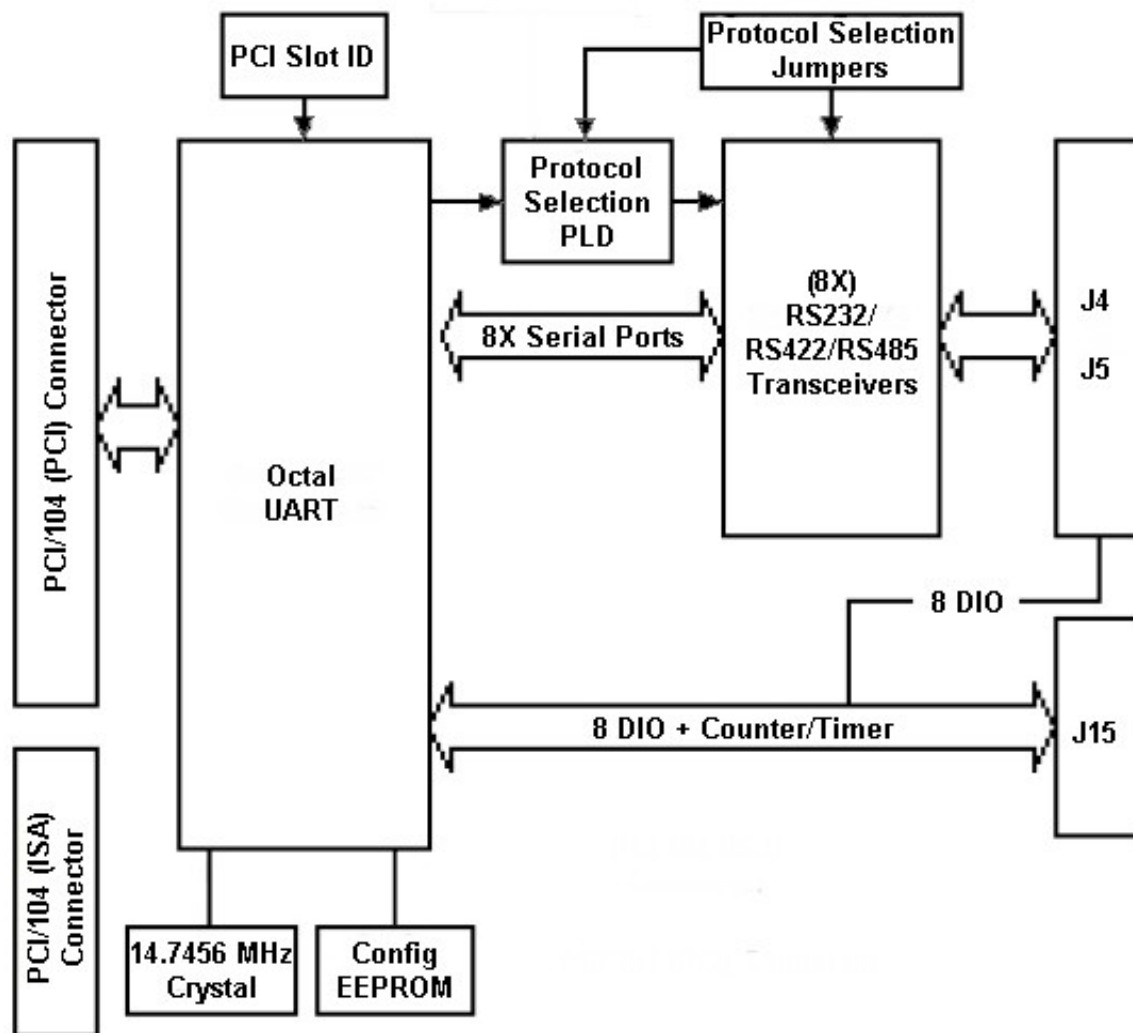 PCI Slot ID
Protocol Selection
Jumpers
Protocol
Selection
PLD
(8X)
RS232/
RS422/RS485
Transceivers
J4
J5
8X Serial Ports
PCI/104 (PCI) Connector
Octal
UART
8 DIO
8 DIO + Counter/Timer
J15
PCI/104 (ISA)
Connector
14.7456 MHz
Crystal
Config
EEPROM